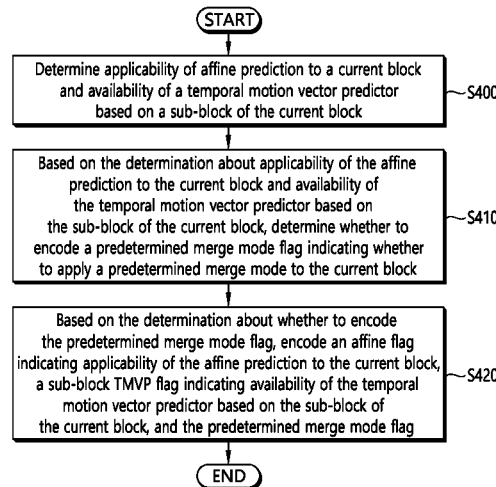 START
Determine applicability of affine prediction to a current block
and availability of a temporal motion vector predictor
based on a sub-block of the current block
S400
Based on the determination about applicability of the affine
prediction to the current block and availability of
the temporal motion vector predictor based on
the sub-block of the current block, determine whether to
encode a predetermined merge mode flag indicating whether
to apply a predetermined merge mode to the current block
S410
Based on the determination about whether to encode
the predetermined merge mode flag, encode an affine flag
indicating applicability of the affine prediction to the current block,
a sub-block TMVP flag indicating availability of the temporal
motion vector predictor based on the sub-block of
the current block, and the predetermined merge mode flag
S420
END